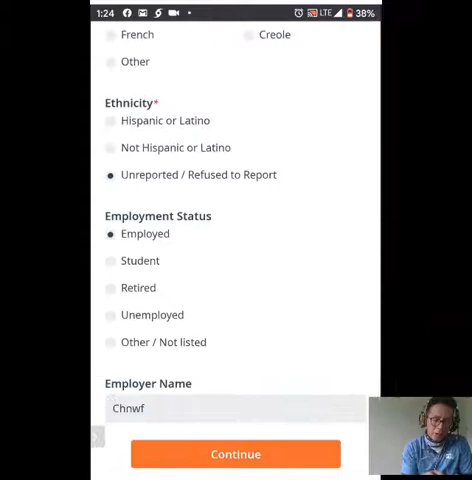 1:24 LTE 38%
French Creole
Other
Ethnicity*
Hispanic or Latino
Not Hispanic or Latino
Unreported / Refused to Report
Employment Status
Employed
Student
Retired
Unemployed
Other / Not listed
Employer Name
Chnwf
Continue